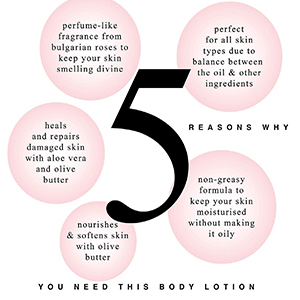 perfume-like
fragrance from
bulgarian roses to
keep your skin
smelling divine
perfect
for all skin
types due to
balance between
the oil & other
ingredients
5
REASONS WHY
heals
and repairs
damaged skin
with aloe vera
and olive
butter
non-greasy
formula to
keep your skin
moisturised
without making
it oily
nourishes
& softens skin
with olive
butter
YOU NEED THIS BODY LOTION